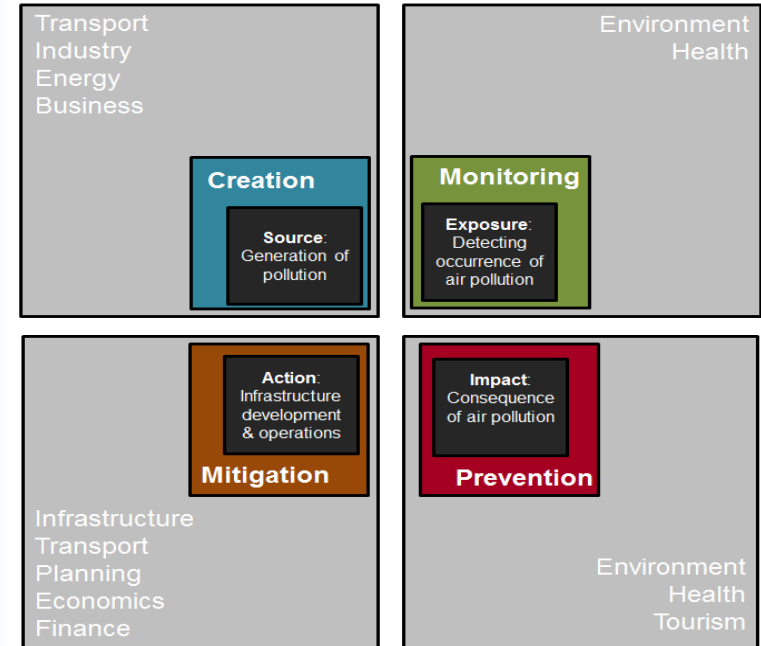 Transport
Industry
Energy
Business
Creation
Source:
Generation of
pollution
Environment
Health
Monitoring
Exposure:
Detecting
occurrence of
air pollution
Action:
Infrastructure
development
& operations
Mitigation
Infrastructure
Transport
Planning
Economics
Finance
Impact:
Consequence
of air pollution
Prevention
Environment
Health
Tourism